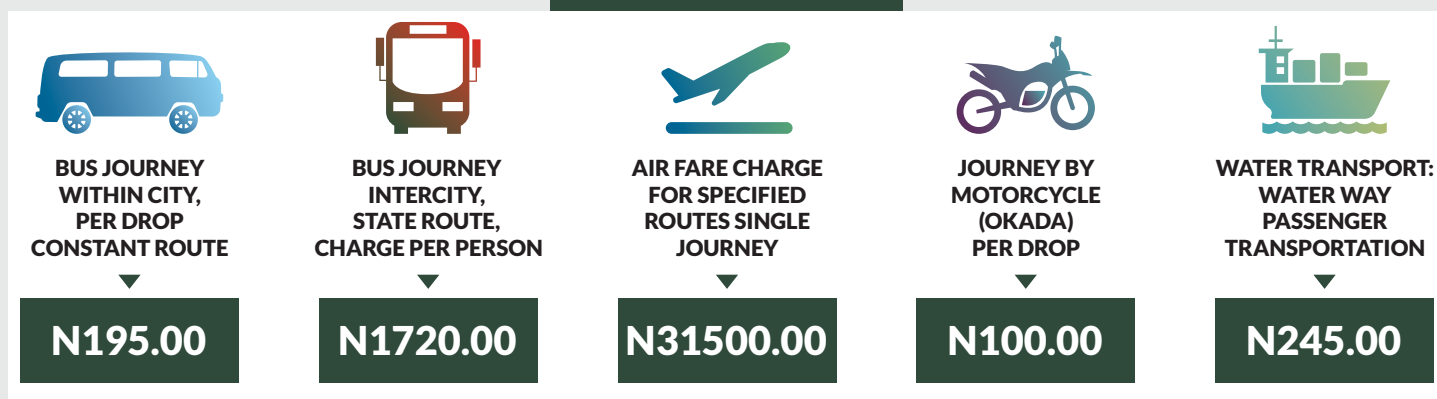 BUS JOURNEY
WITHIN CITY,
PER DROP
CONSTANT ROUTE
N195.00
BUS JOURNEY
INTERCITY,
STATE ROUTE,
CHARGE PER PERSON
N1720.00
AIR FARE CHARGE
FOR SPECIFIED
ROUTES SINGLE
JOURNEY
N31500.00
JOURNEY BY
MOTORCYCLE
(OKADA)
PER DROP
N100.00
WATER TRANSPORT:
WATER WAY
PASSENGER
TRANSPORTATION
N245.00